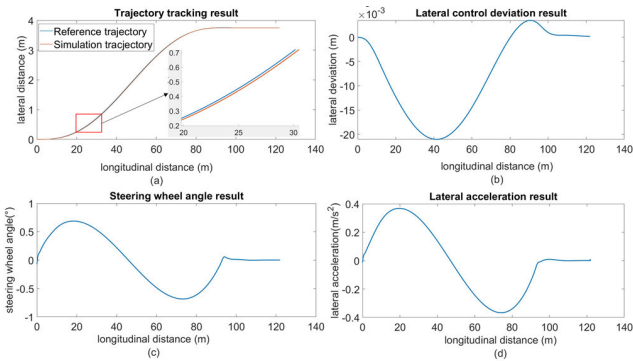 Trajectory tracking result
Reference trajectory
Simulation tracjectory
lateral distance (m)
4
3
2
1
0
0.7
0.6
0.5
0.4
0.3
0.2
20 25 30
0 20 40 60 80 100 120 140
longitudinal distance (m)
(a)
Lateral control deviation result
×10⁻³
lateral deviation (m)
0
-5
-10
-15
-20
0 20 40 60 80 100 120 140
longitudinal distance (m)
(b)
Steering wheel angle result
steering wheel angle(°)
1
0.5
0
-0.5
-1
0 20 40 60 80 100 120 140
longitudinal distance (m)
(c)
Lateral acceleration result
lateral acceleration(m/s²)
0.4
0.2
0
-0.2
-0.4
0 20 40 60 80 100 120 140
longitudinal distance (m)
(d)